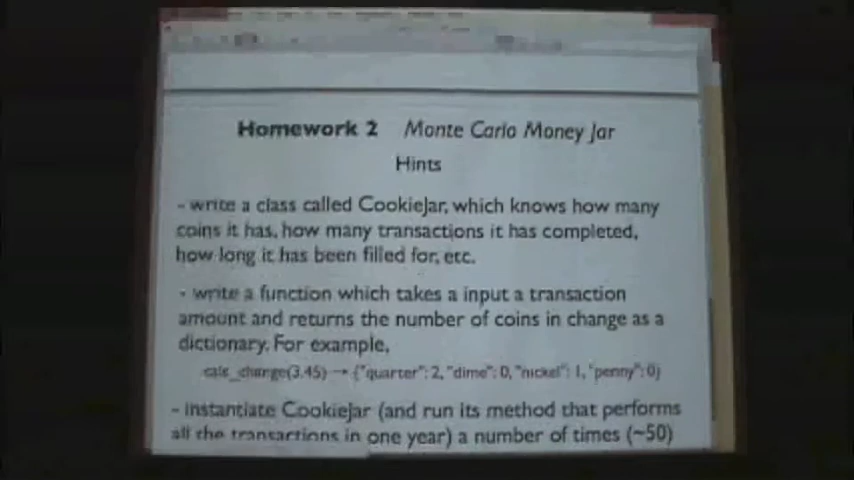 Homework 2 Monte Carlo Money Jar
Hints
- write a class called CookieJar, which knows how many
coins it has, how many transactions it has completed,
how long it has been filled for, etc.
- write a function which takes a input a transaction
amount and returns the number of coins in change as a
dictionary. For example,
calc_change(3.45) → {"quarter": 2, "dime": 0, "nickel": 1, "penny": 0}
- instantiate CookieJar (and run its method that performs
all the transactions in one year) a number of times (~50)